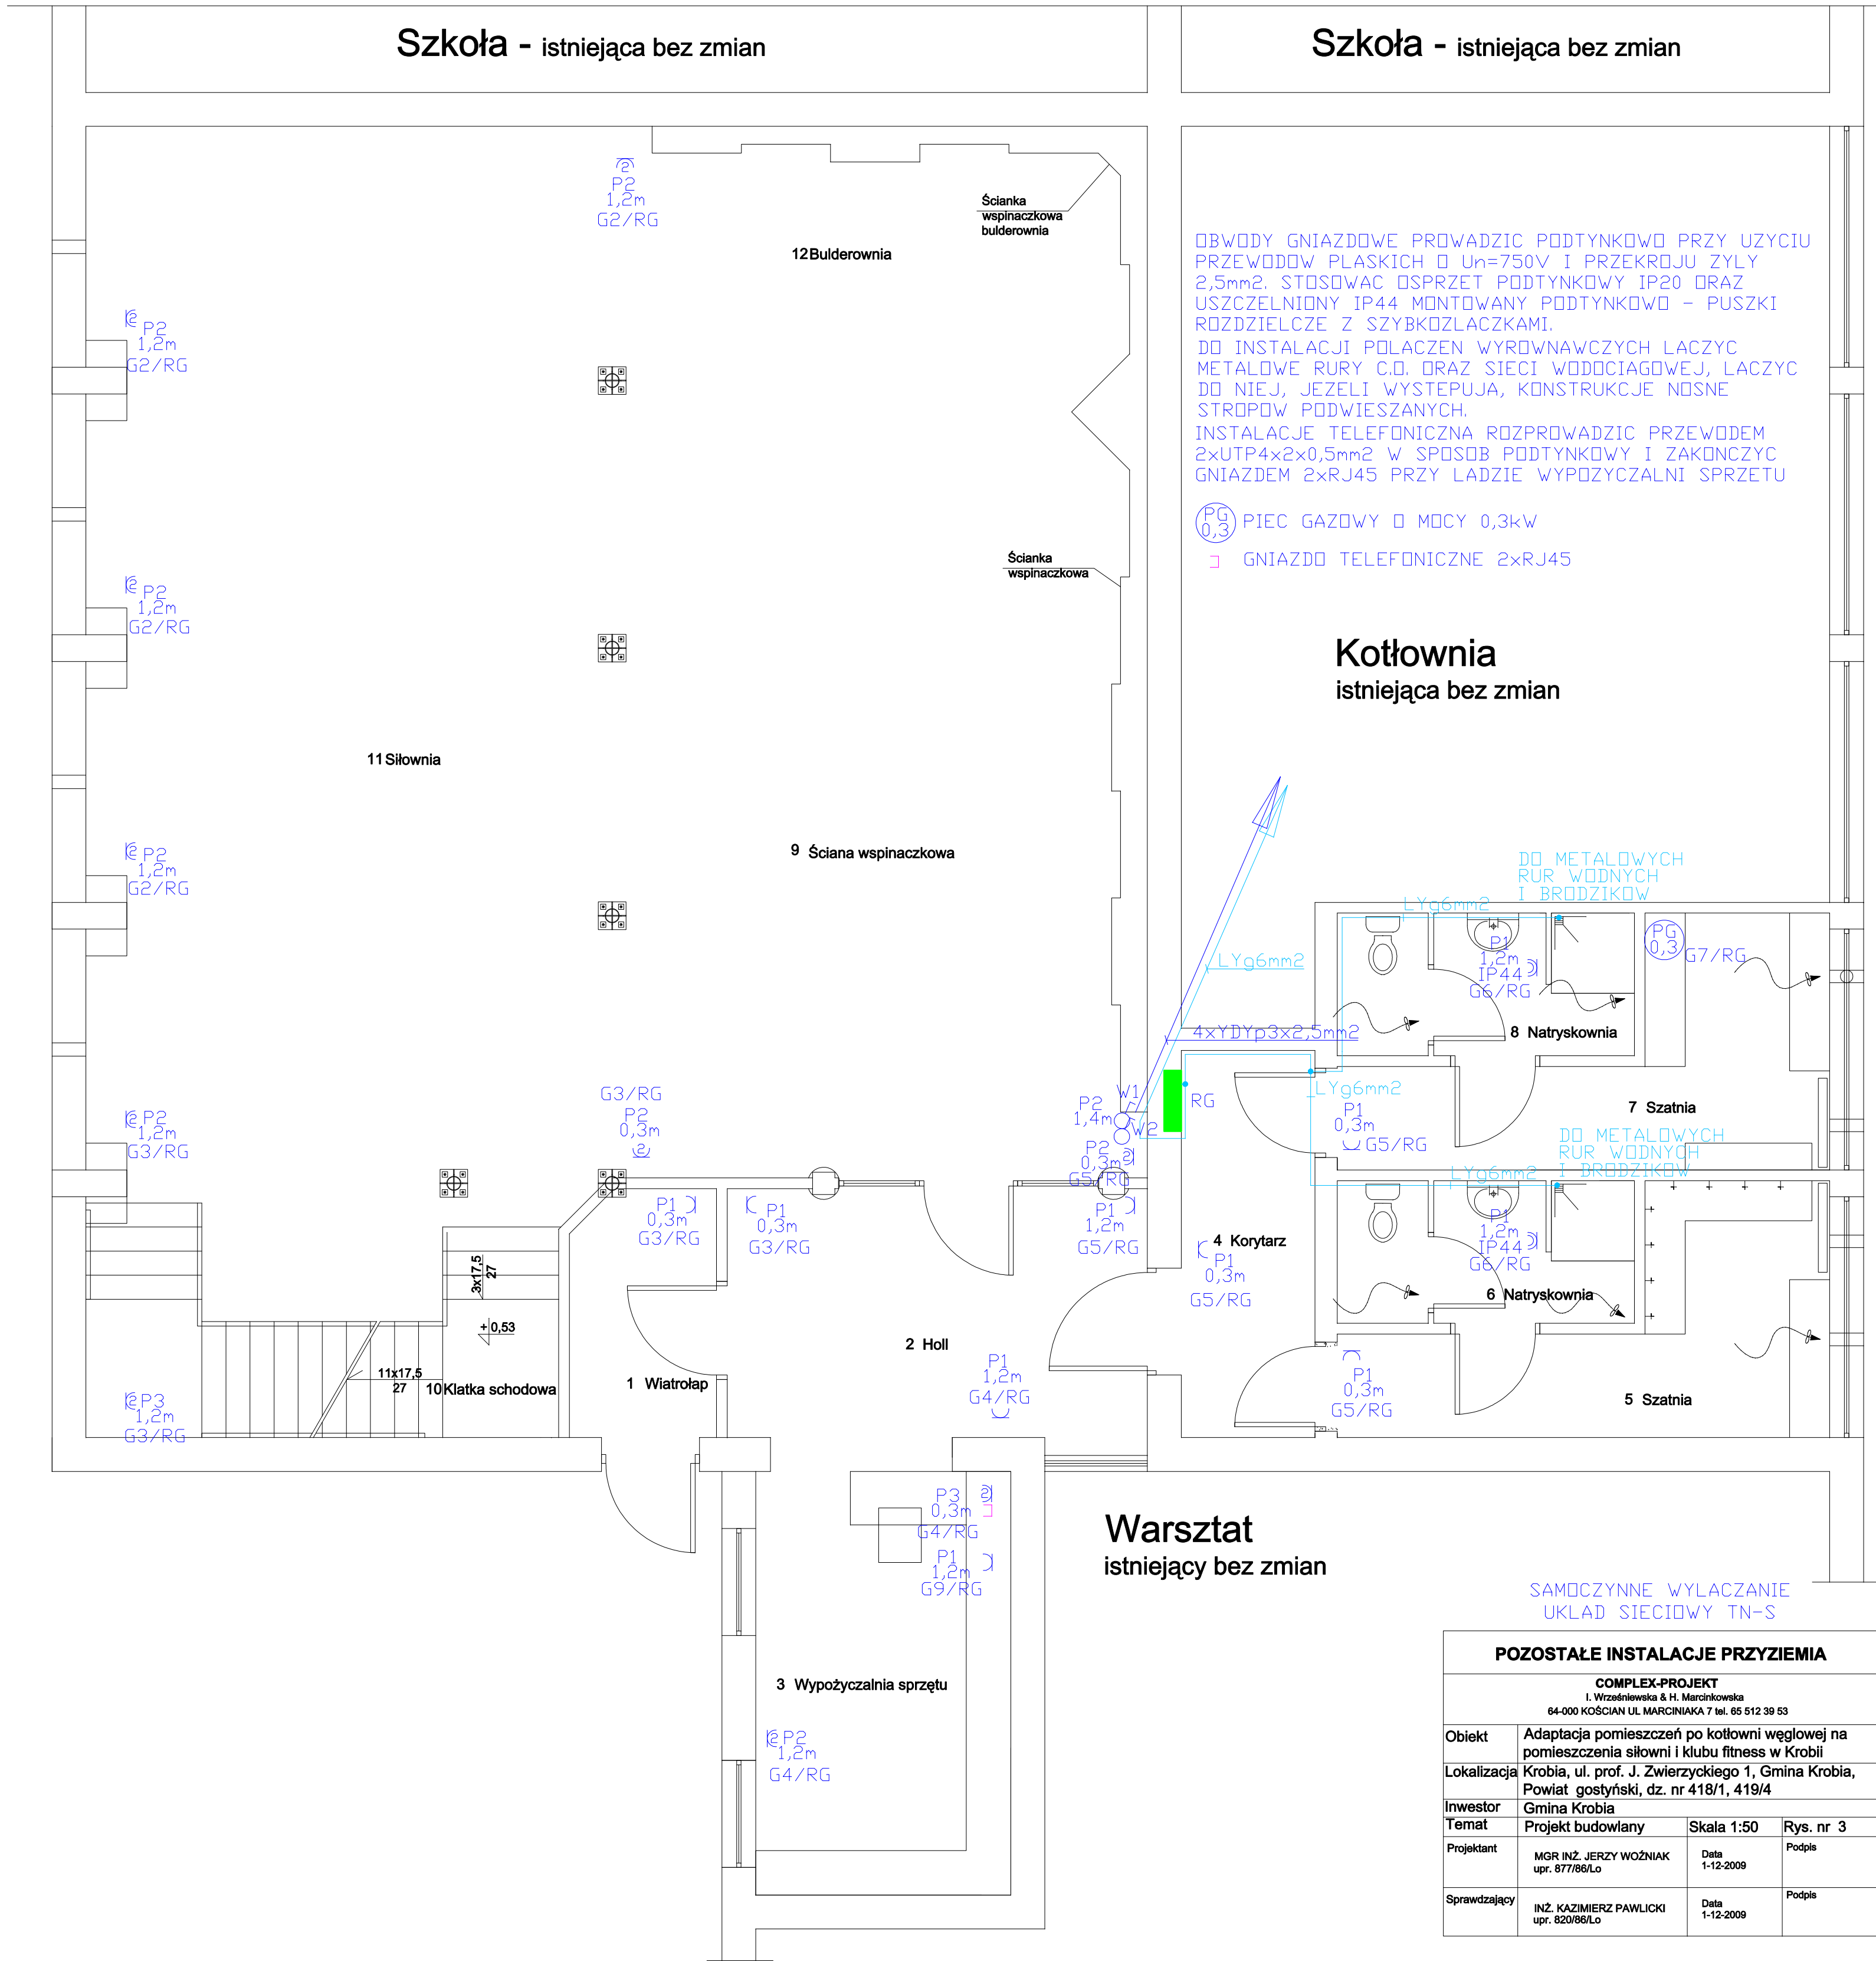 Szkoła - istniejąca bez zmian
Szkoła - istniejąca bez zmian
2
P2
1,2m
G2/RG
Ścianka
wspinaczkowa
bulderownia
12 Bulderownia
OBWODY GNIAZDOWE PROWADZIC PODTYNKOWO PRZY UZYCIU
PRZEWODOW PLASKICH O Un=750V I PRZEKROJU ZYLY
2,5mm2. STOSOWAC OSPRZET PODTYNKOWY IP20 ORAZ
USZCZELNIONY IP44 MONTOWANY PODTYNKOWO - PUSZKI
ROZDZIELCZE Z SZYBKOZLACZKAMI.
DO INSTALACJI POLACZEN WYROWNAWCZYCH LACZYC
METALOWE RURY C.O. ORAZ SIECI WODOCIAGOWEJ, LACZYC
DO NIEJ, JEZELI WYSTEPUJA, KONSTRUKCJE NOSNE
STROPOW PODWIESZANYCH.
INSTALACJE TELEFONICZNA ROZPROWADZIC PRZEWODEM
2xUTP4x2x0,5mm2 W SPOSOB PODTYNKOWY I ZAKONCZYC
GNIAZDEM 2xRJ45 PRZY LADZIE WYPOZYCZALNI SPRZETU
PG
0,3
PIEC GAZOWY O MOCY 0,3kW
GNIAZDO TELEFONICZNE 2xRJ45
2
P2
1,2m
G2/RG
Ścianka
wspinaczkowa
2
P2
1,2m
G2/RG
Kotłownia
istniejąca bez zmian
11 Siłownia
9 Ściana wspinaczkowa
2
P2
1,2m
G2/RG
DO METALOWYCH
RUR WODNYCH
I BRODZIKOW
LYg6mm2
LYg6mm2
P1
1,2m
IP44
G6/RG
PG
0,3
G7/RG
8 Natryskownia
4xYDYp3x2,5mm2
LYg6mm2
RG
W1
P2
1,4m
W2
P2
0,3m
2
G5/RG
P1
0,3m
G5/RG
7 Szatnia
DO METALOWYCH
RUR WODNYCH
I BRODZIKOW
LYg6mm2
G3/RG
P2
0,3m
2
2
P2
1,2m
G3/RG
P1
0,3m
G3/RG
P1
0,3m
G3/RG
P1
1,2m
G5/RG
4 Korytarz
P1
0,3m
G5/RG
P1
1,2m
IP44
G6/RG
6 Natryskownia
3x17,5
27
+ 0,53
11x17,5
27
10 Klatka schodowa
1 Wiatrołap
2 Holl
P1
1,2m
G4/RG
P1
0,3m
G5/RG
5 Szatnia
2
P3
1,2m
G3/RG
P3
0,3m
2
G4/RG
P1
1,2m
G9/RG
Warsztat
istniejący bez zmian
3 Wypożyczalnia sprzętu
2
P2
1,2m
G4/RG
SAMOCZYNNE WYLACZANIE
UKLAD SIECIOWY TN-S
POZOSTAŁE INSTALACJE PRZYZIEMIA
COMPLEX-PROJEKT
I. Wrześniewska & H. Marcinkowska
64-000 KOŚCIAN UL MARCINIAKA 7 tel. 65 512 39 53
Obiekt Adaptacja pomieszczeń po kotłowni węglowej na
pomieszczenia siłowni i klubu fitness w Krobii
Lokalizacja Krobia, ul. prof. J. Zwierzyckiego 1, Gmina Krobia,
Powiat gostyński, dz. nr 418/1, 419/4
Inwestor Gmina Krobia
Temat Projekt budowlany Skala 1:50 Rys. nr 3
Projektant MGR INŻ. JERZY WOŹNIAK
upr. 877/86/Lo
Data
1-12-2009
Podpis
Sprawdzający INŻ. KAZIMIERZ PAWLICKI
upr. 820/86/Lo
Data
1-12-2009
Podpis